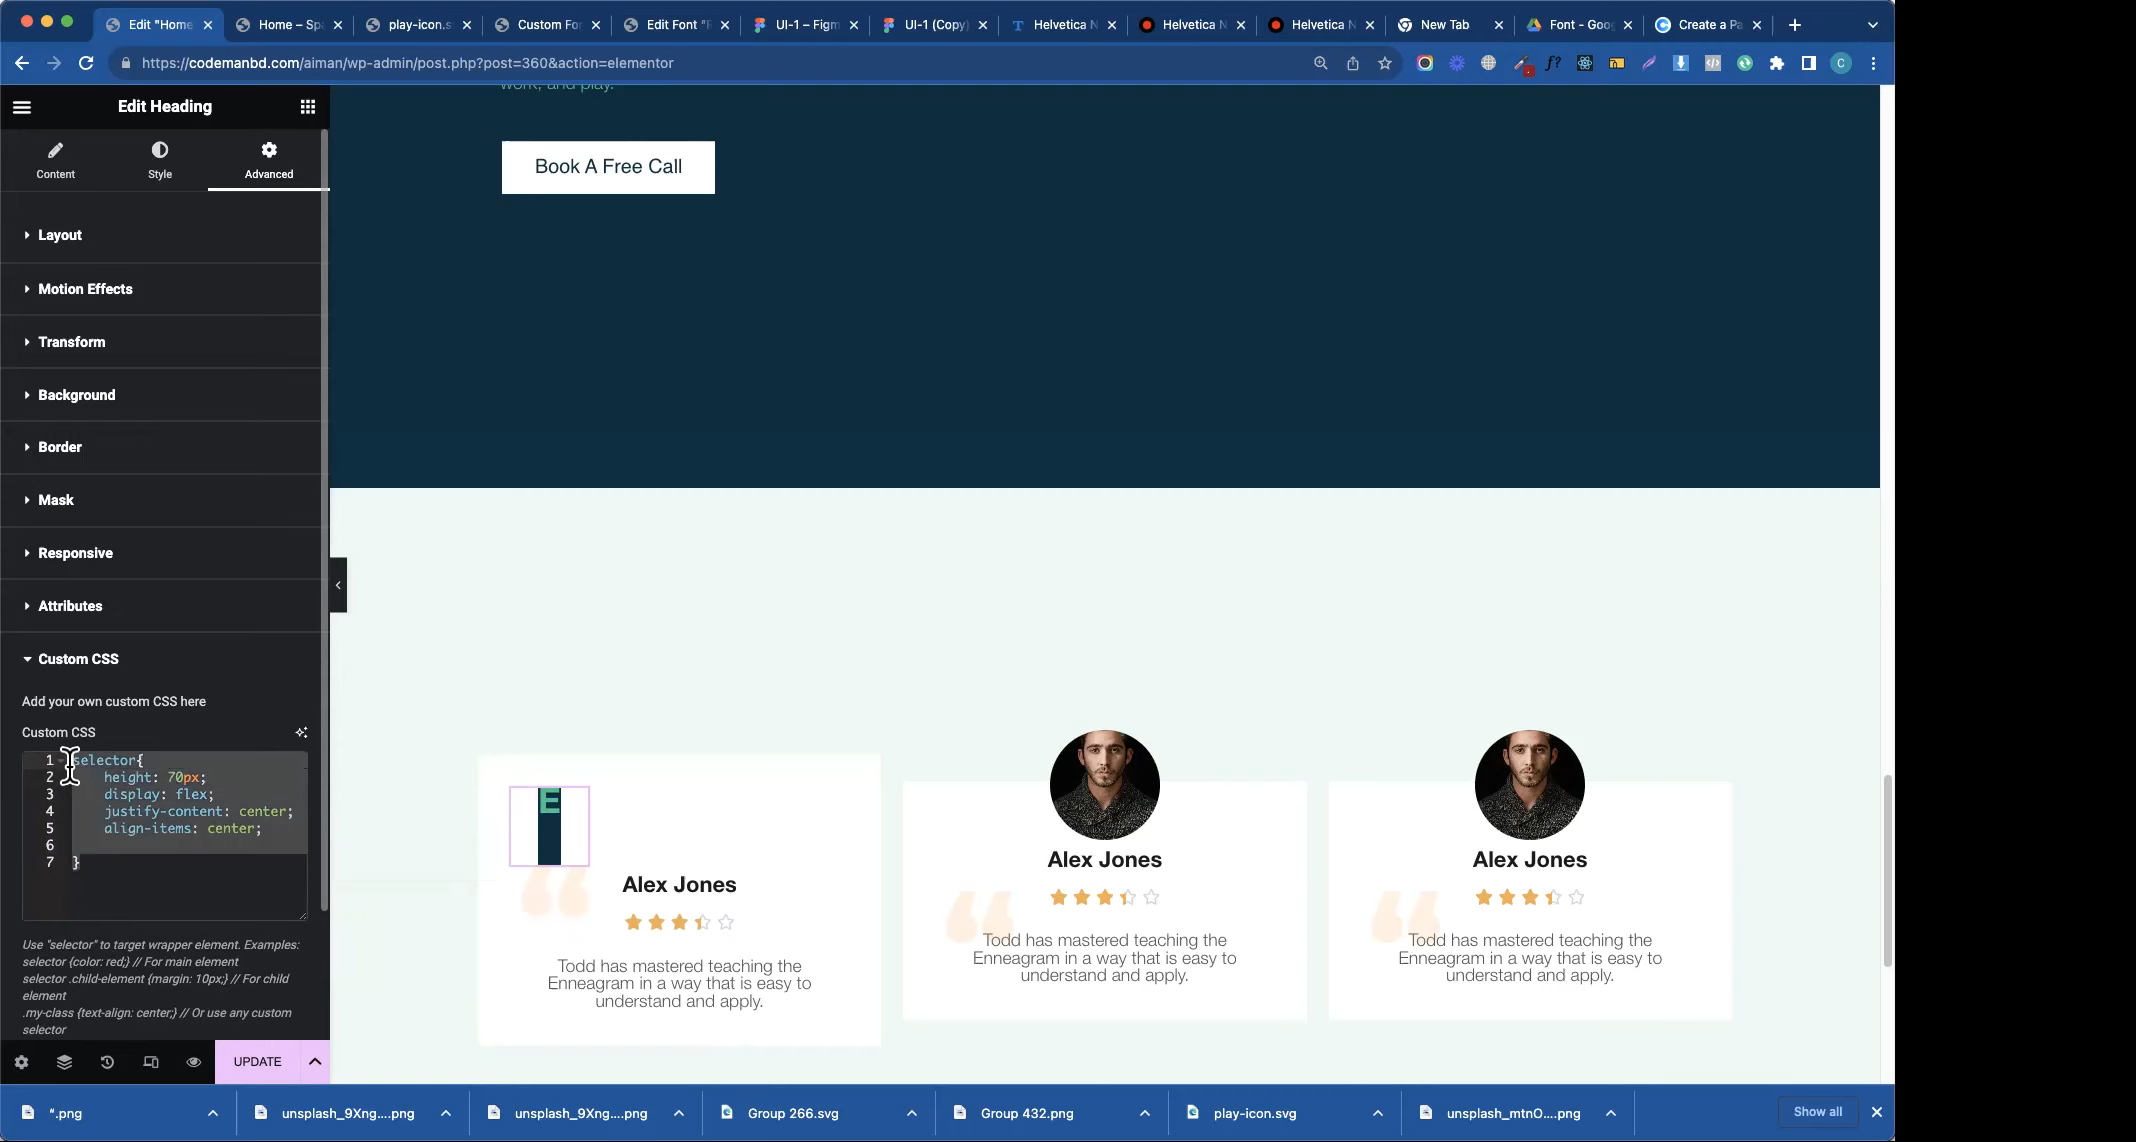 Edit "Home
Home – Sp
play-icon.s
Custom Fo
Edit Font "
UI-1 – Figm
UI-1 (Copy)
Helvetica N
Helvetica N
Helvetica N
New Tab
Font - Goo
Create a Pa
https://codemanbd.com/aiman/wp-admin/post.php?post=360&action=elementor
f?
C
Edit Heading
Content
Style
Advanced
Layout
Motion Effects
Transform
Background
Border
Mask
Responsive
Attributes
Custom CSS
Add your own custom CSS here
Custom CSS
1 selector{
2 height: 70px;
3 display: flex;
4 justify-content: center;
5 align-items: center;
6
7 }
Use "selector" to target wrapper element. Examples:
selector {color: red;} // For main element
selector .child-element {margin: 10px;} // For child
element
.my-class {text-align: center;} // Or use any custom
selector
UPDATE
work, and play.
Book A Free Call
E
“
Alex Jones
Todd has mastered teaching the
Enneagram in a way that is easy to
understand and apply.
Alex Jones
“
Todd has mastered teaching the
Enneagram in a way that is easy to
understand and apply.
Alex Jones
“
Todd has mastered teaching the
Enneagram in a way that is easy to
understand and apply.
“.png
unsplash_9Xng....png
unsplash_9Xng....png
Group 266.svg
Group 432.png
play-icon.svg
unsplash_mtnO....png
Show all